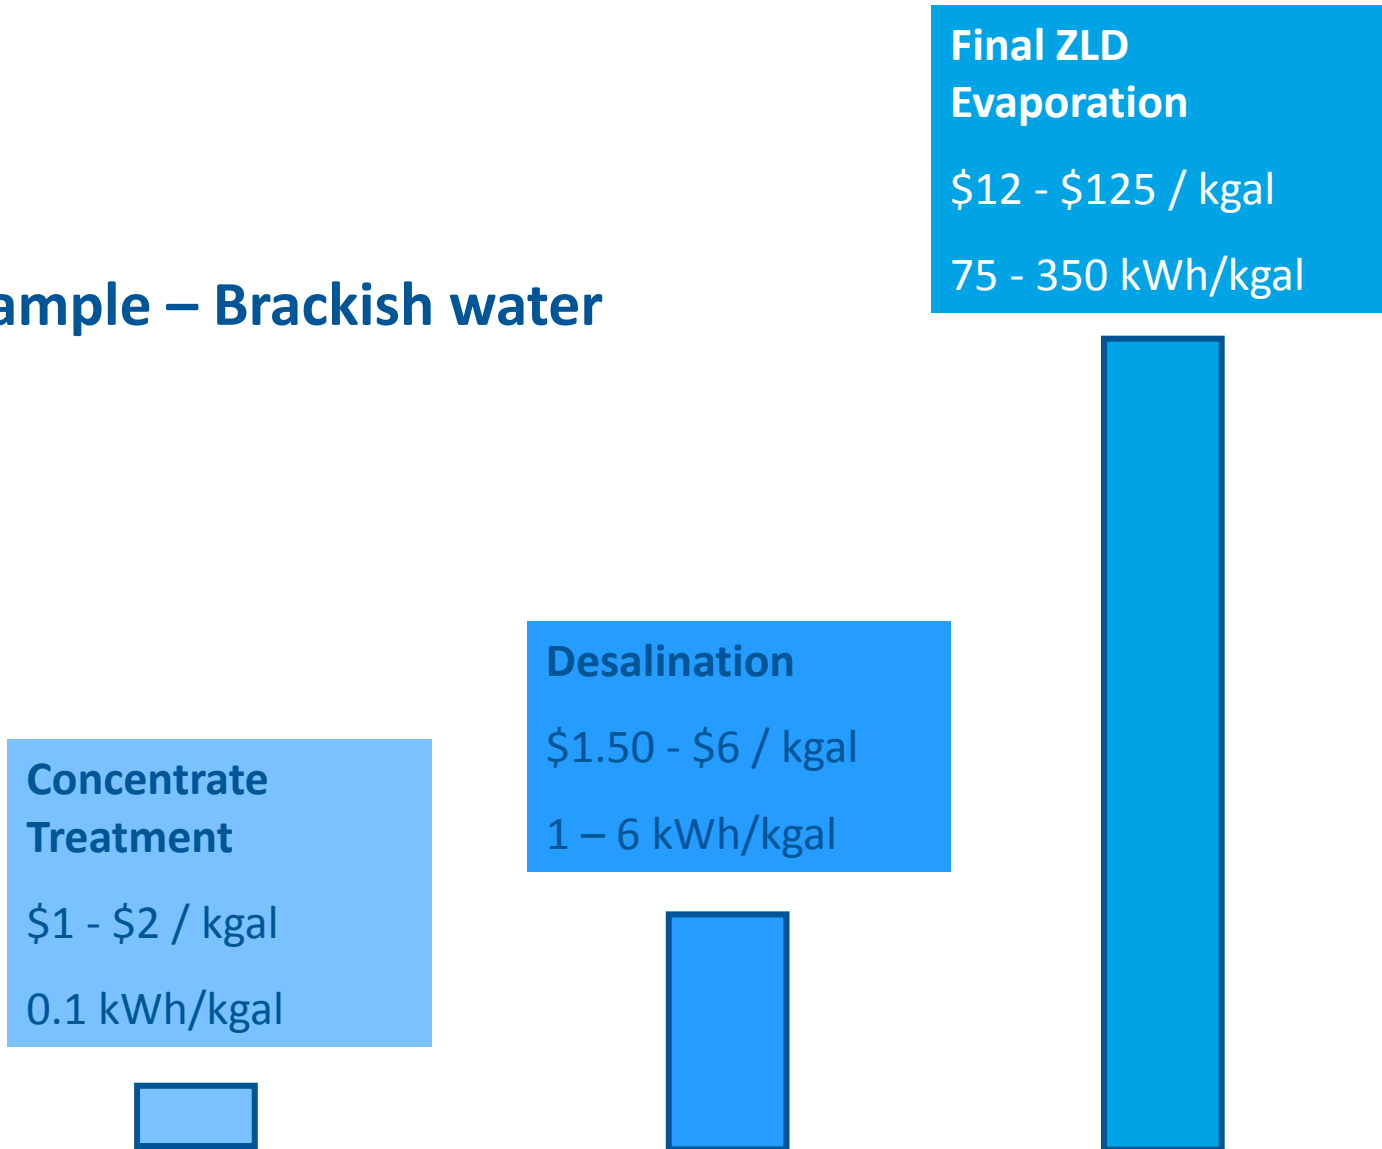 Final ZLD
Evaporation
$12 - $125 / kgal
75 - 350 kWh/kgal
ample – Brackish water
Desalination
$1.50 - $6 / kgal
1 – 6 kWh/kgal
Concentrate
Treatment
$1 - $2 / kgal
0.1 kWh/kgal